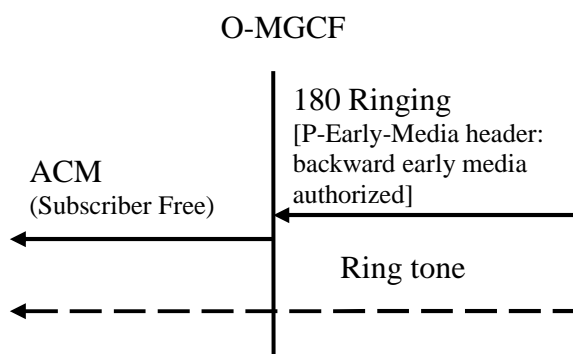 O-MGCF
180 Ringing
[P-Early-Media header:
backward early media
authorized]
ACM
(Subscriber Free)
Ring tone